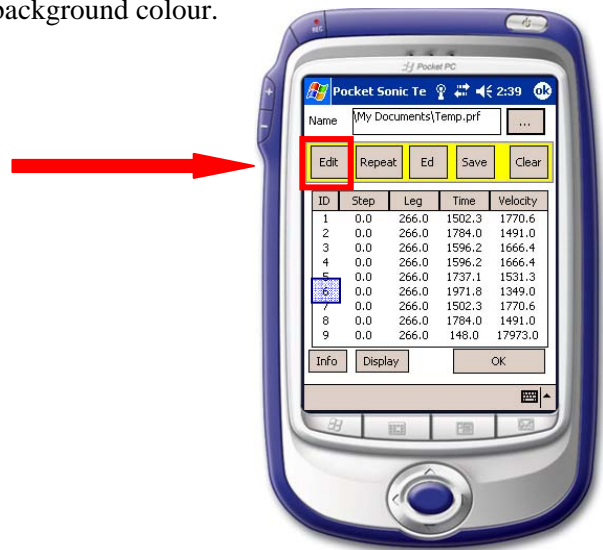 background colour.
REC
Pocket PC
Pocket Sonic Te 2:39 ok
Name \My Documents\Temp.prf ...
Edit Repeat Ed Save Clear
ID Step Leg Time Velocity
1 0.0 266.0 1502.3 1770.6
2 0.0 266.0 1784.0 1491.0
3 0.0 266.0 1596.2 1666.4
4 0.0 266.0 1596.2 1666.4
5 0.0 266.0 1737.1 1531.3
6 0.0 266.0 1971.8 1349.0
7 0.0 266.0 1502.3 1770.6
8 0.0 266.0 1784.0 1491.0
9 0.0 266.0 148.0 17973.0
Info Display OK